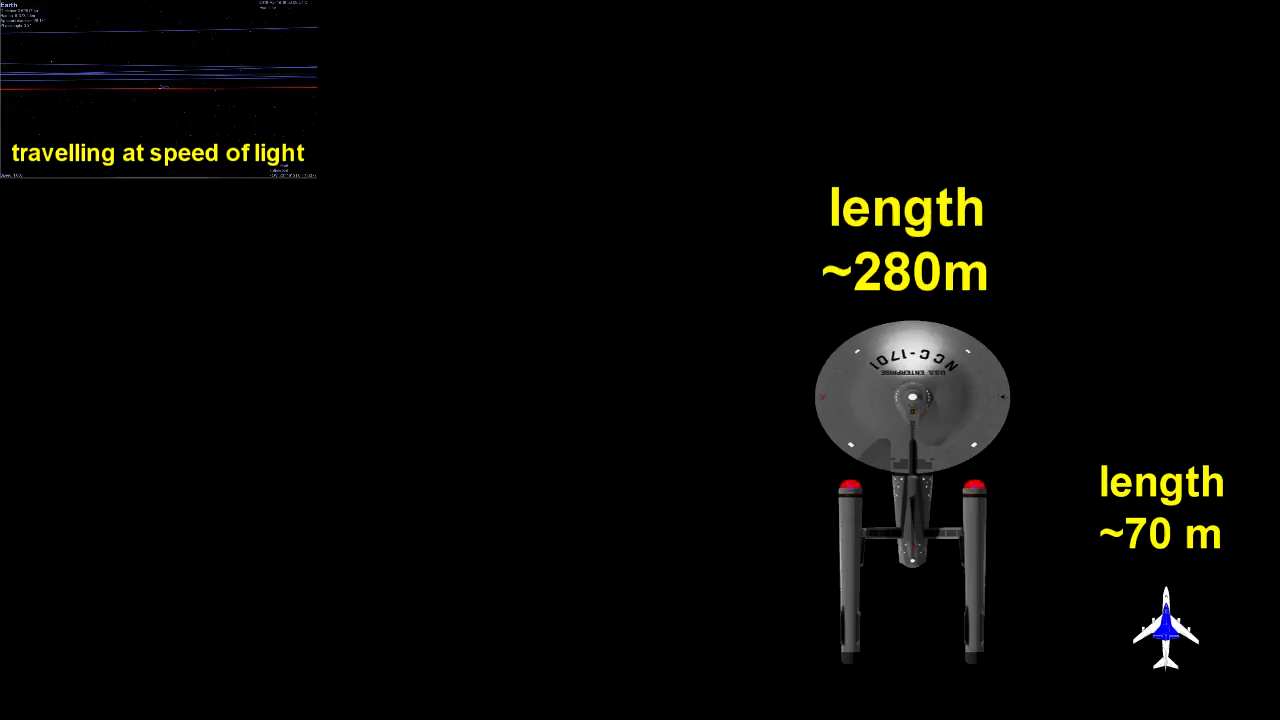 Earth
travelling at speed of light
length
~280m
NCC-1701
U.S.S. ENTERPRISE
length
~70 m